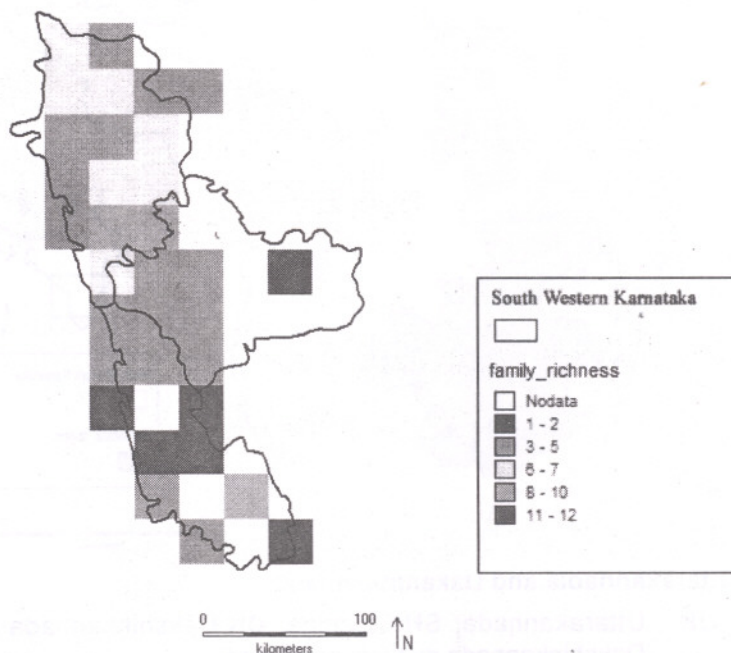 South Western Karnataka
family_richness
Nodata
1 - 2
3 - 5
6 - 7
8 - 10
11 - 12
0 100
kilometers
N